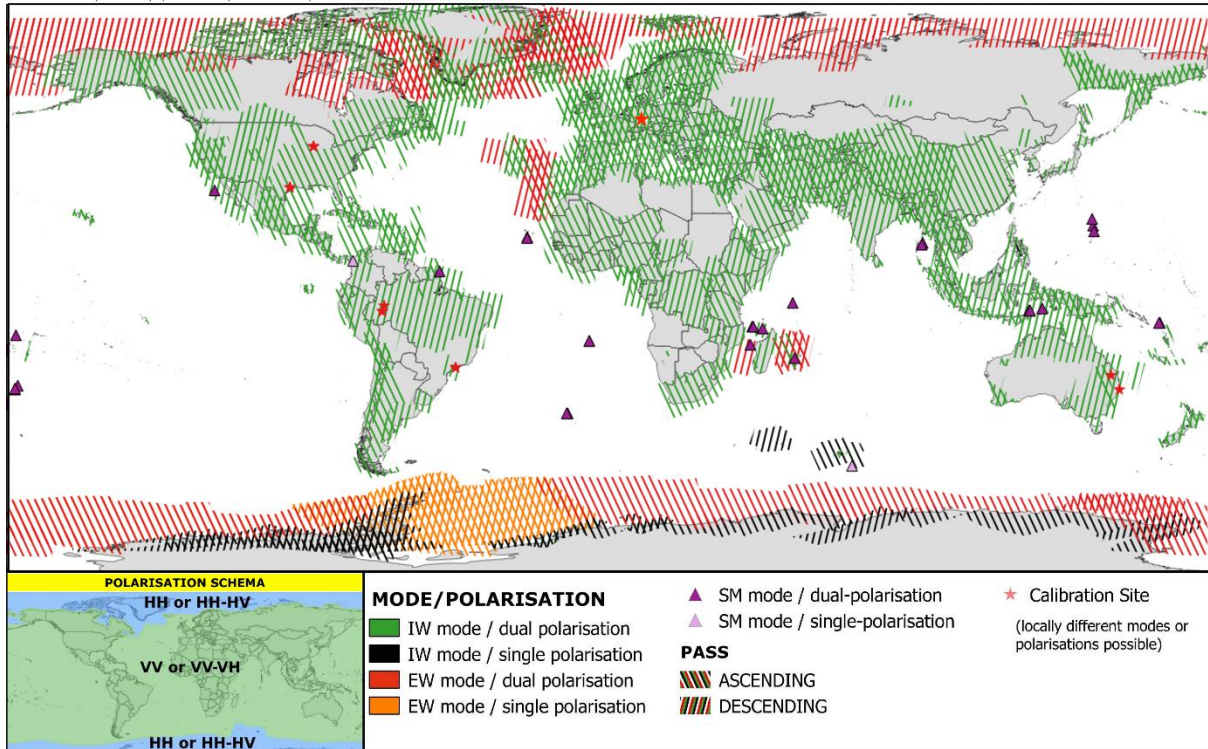 POLARISATION SCHEMA
HH or HH-HV
VV or VV-VH
HH or HH-HV
MODE/POLARISATION
IW mode / dual polarisation
IW mode / single polarisation
EW mode / dual polarisation
EW mode / single polarisation
SM mode / dual-polarisation
SM mode / single-polarisation
PASS
ASCENDING
DESCENDING
Calibration Site
(locally different modes or
polarisations possible)